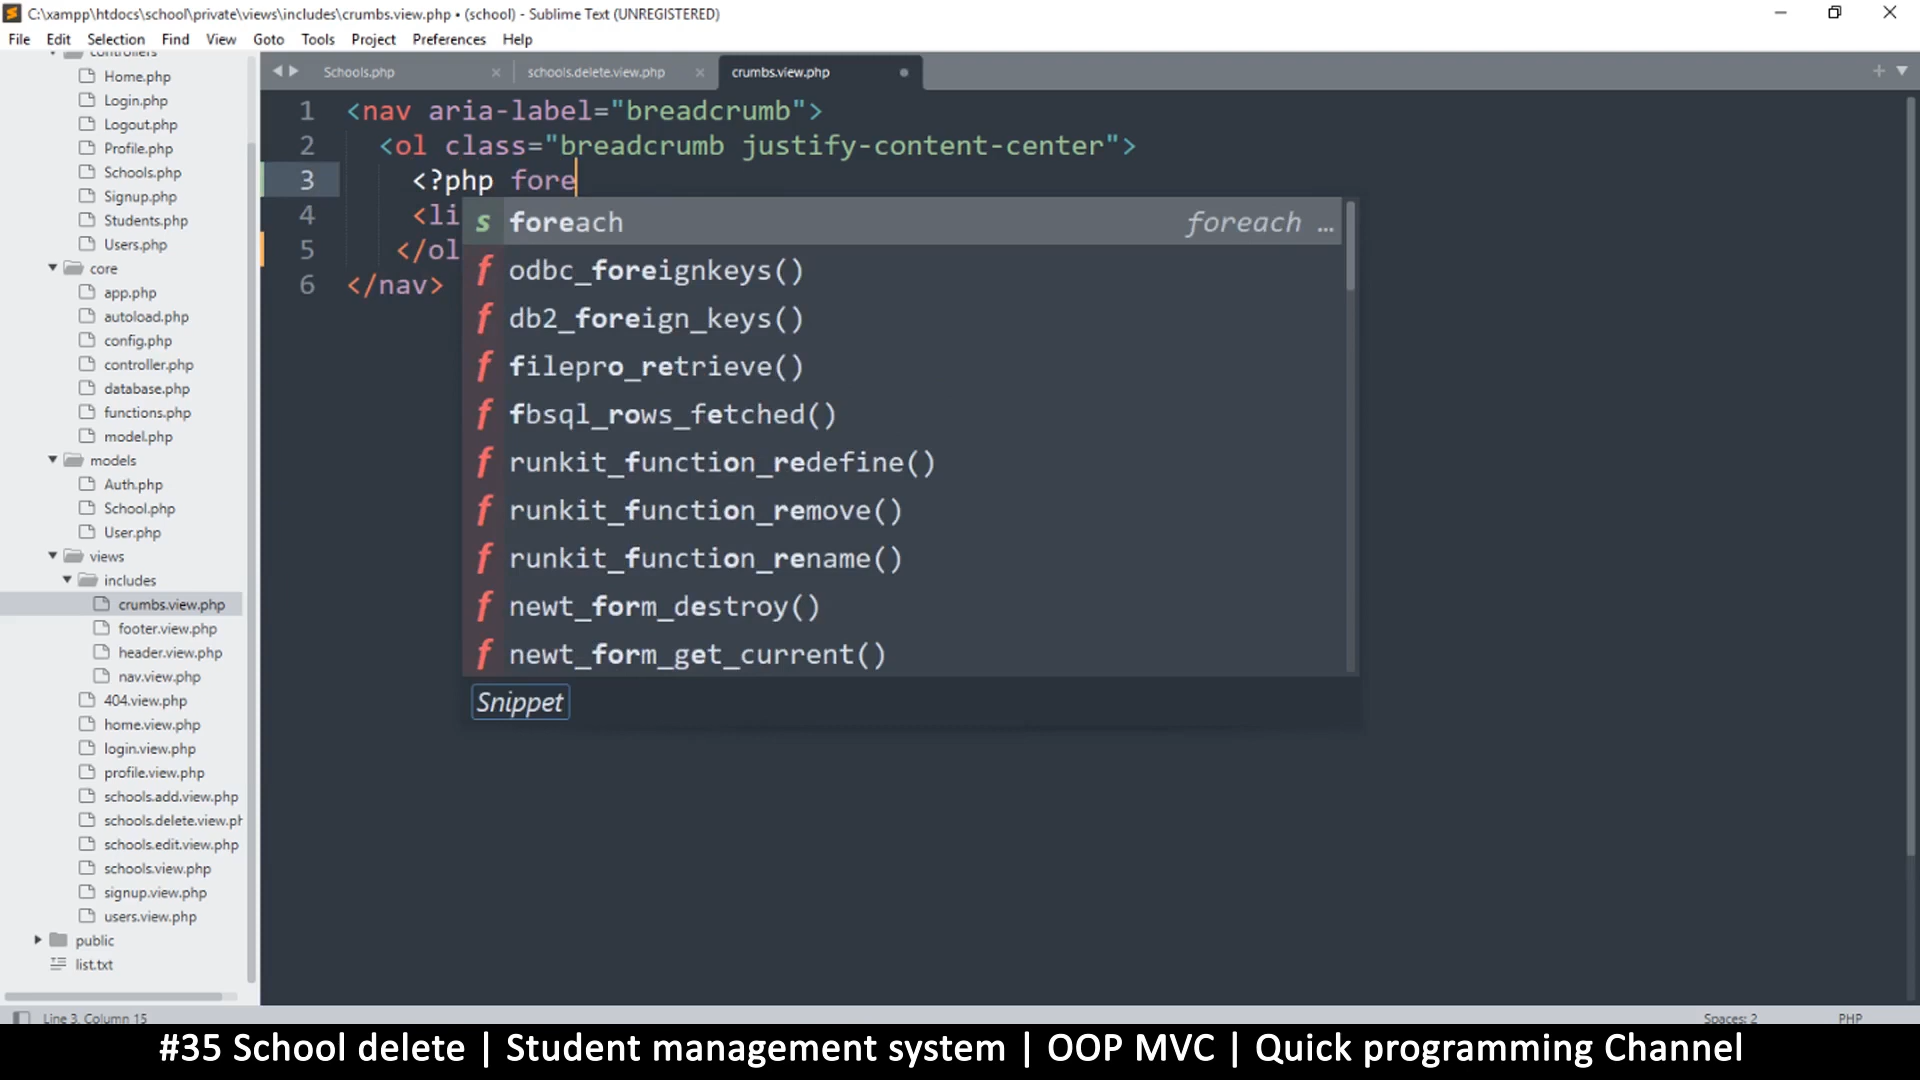 C:\xampp\htdocs\school\private\views\includes\crumbs.view.php • (school) - Sublime Text (UNREGISTERED)
File Edit Selection Find View Goto Tools Project Preferences Help
controllers
Home.php
Login.php
Logout.php
Profile.php
Schools.php
Signup.php
Students.php
Users.php
core
app.php
autoload.php
config.php
controller.php
database.php
functions.php
model.php
models
Auth.php
School.php
User.php
views
includes
crumbs.view.php
footer.view.php
header.view.php
nav.view.php
404.view.php
home.view.php
login.view.php
profile.view.php
schools.add.view.php
schools.delete.view.ph
schools.edit.view.php
schools.view.php
signup.view.php
users.view.php
public
list.txt
Schools.php × schools.delete.view.php × crumbs.view.php
1 <nav aria-label="breadcrumb">
2 <ol class="breadcrumb justify-content-center">
3 <?php fore
4 <li
5 </ol
6 </nav>
s foreach foreach …
f odbc_foreignkeys()
f db2_foreign_keys()
f filepro_retrieve()
f fbsql_rows_fetched()
f runkit_function_redefine()
f runkit_function_remove()
f runkit_function_rename()
f newt_form_destroy()
f newt_form_get_current()
Snippet
Line 3, Column 15 Spaces: 2 PHP
#35 School delete | Student management system | OOP MVC | Quick programming Channel